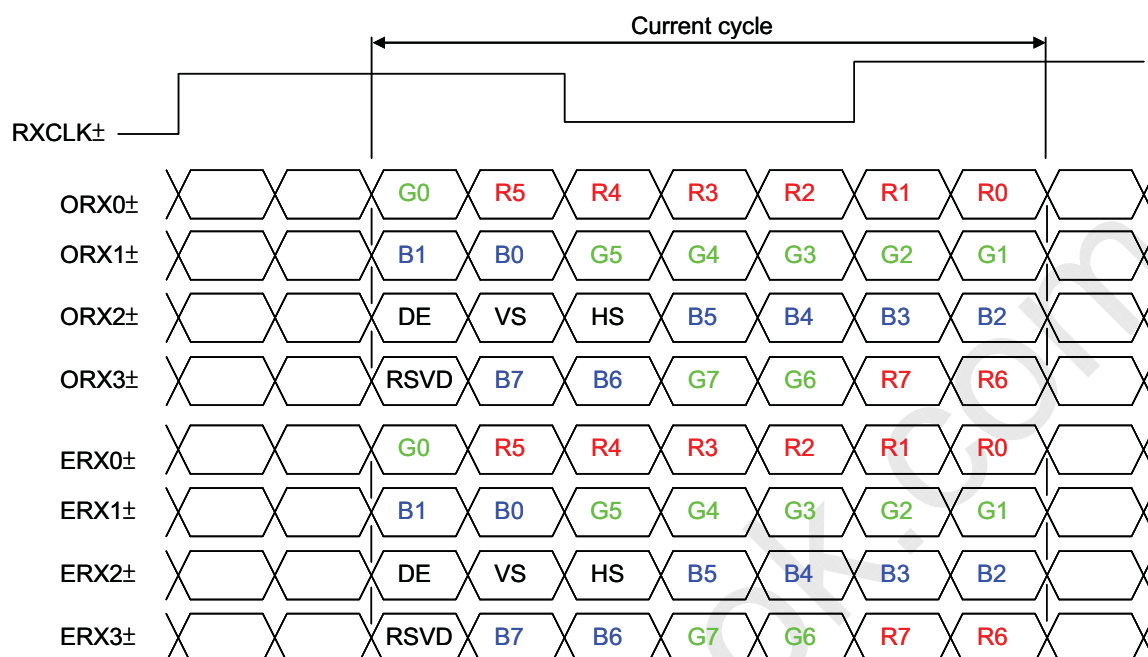 Current cycle
RXCLK±
ORX0± G0 R5 R4 R3 R2 R1 R0
ORX1± B1 B0 G5 G4 G3 G2 G1
ORX2± DE VS HS B5 B4 B3 B2
ORX3± RSVD B7 B6 G7 G6 R7 R6
ERX0± G0 R5 R4 R3 R2 R1 R0
ERX1± B1 B0 G5 G4 G3 G2 G1
ERX2± DE VS HS B5 B4 B3 B2
ERX3± RSVD B7 B6 G7 G6 R7 R6
ok.com